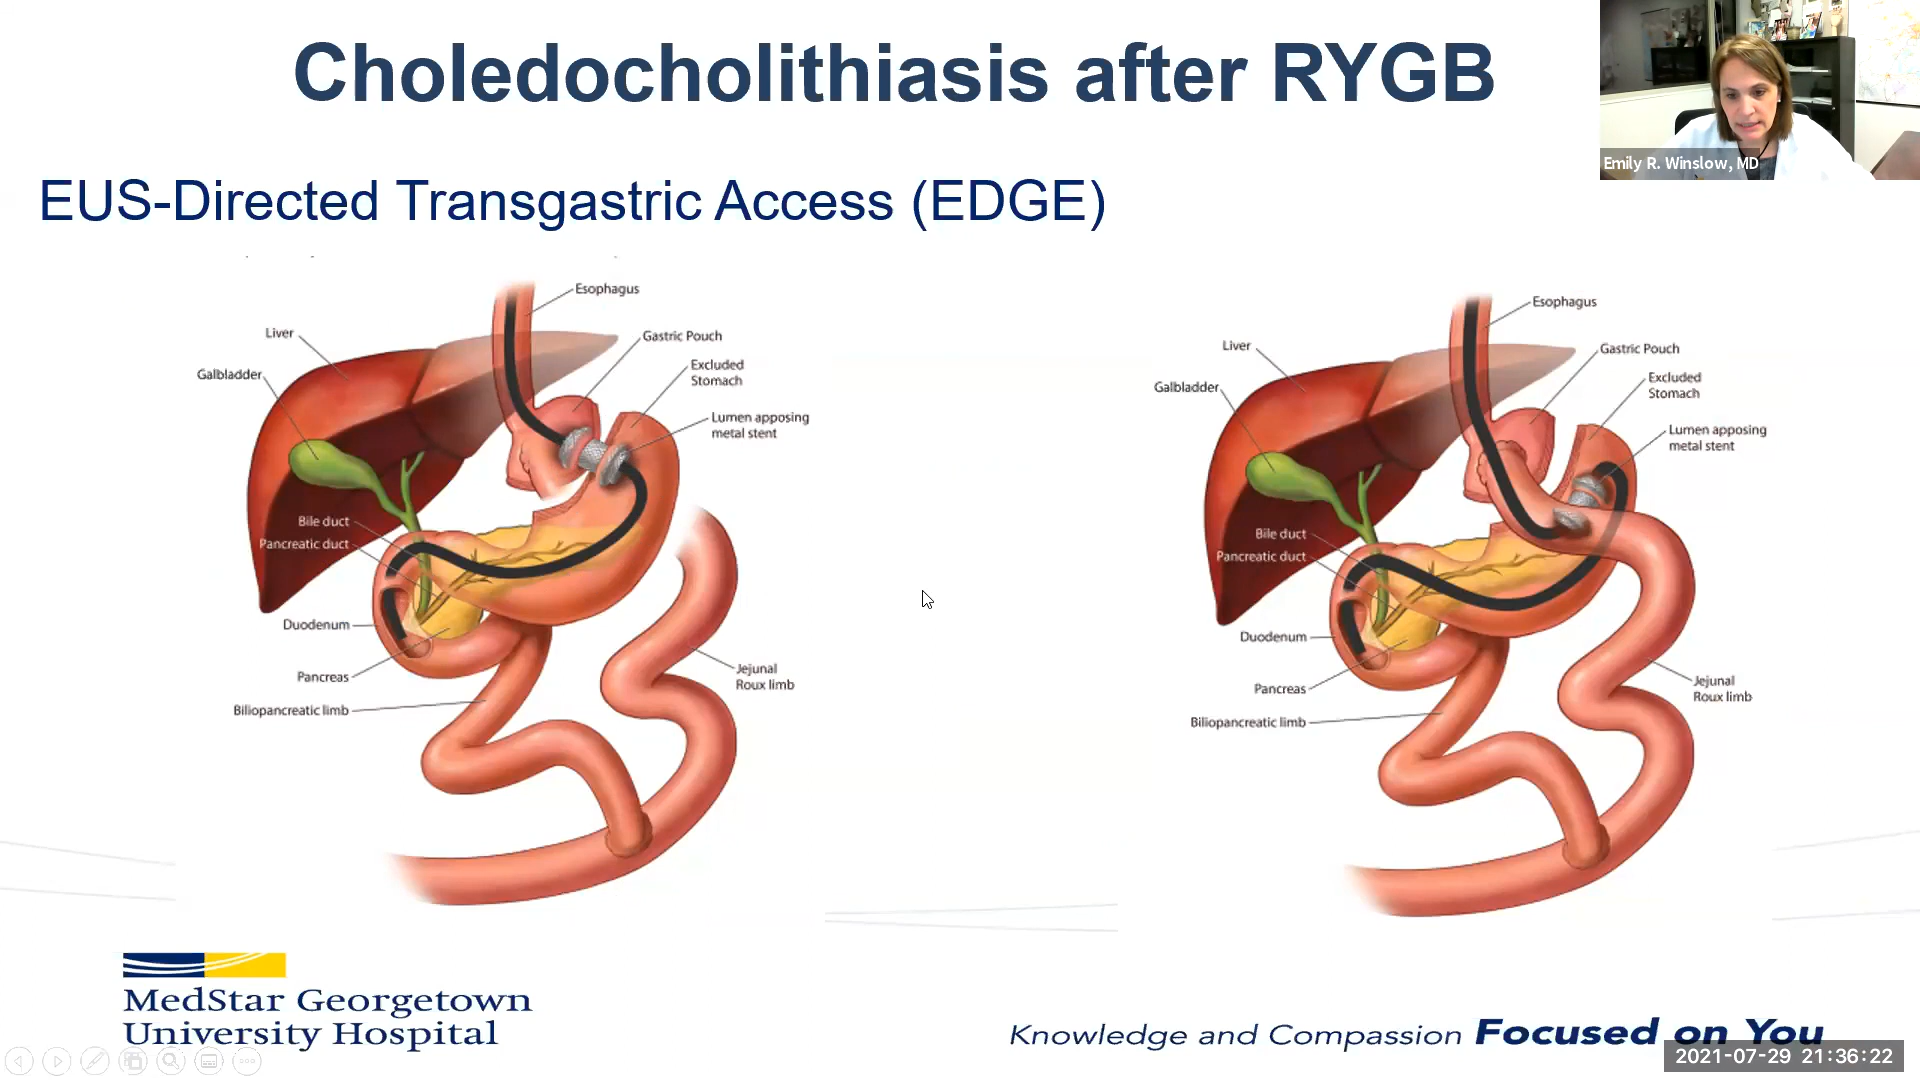 Choledocholithiasis after RYGB
Emily R. Winslow, MD
EUS-Directed Transgastric Access (EDGE)
Esophagus
Liver
Gastric Pouch
Galbladder
Excluded
Stomach
Lumen apposing
metal stent
Bile duct
Pancreatic duct
Duodenum
Pancreas
Biliopancreatic limb
Jejunal
Roux limb
Esophagus
Liver
Gastric Pouch
Galbladder
Excluded
Stomach
Lumen apposing
metal stent
Bile duct
Pancreatic duct
Duodenum
Pancreas
Biliopancreatic limb
Jejunal
Roux limb
MedStar Georgetown
University Hospital
Knowledge and Compassion Focused on You
2021-07-29 21:36:22